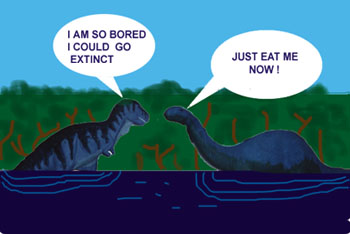 I AM SO BORED
I COULD GO
EXTINCT
JUST EAT ME
NOW !